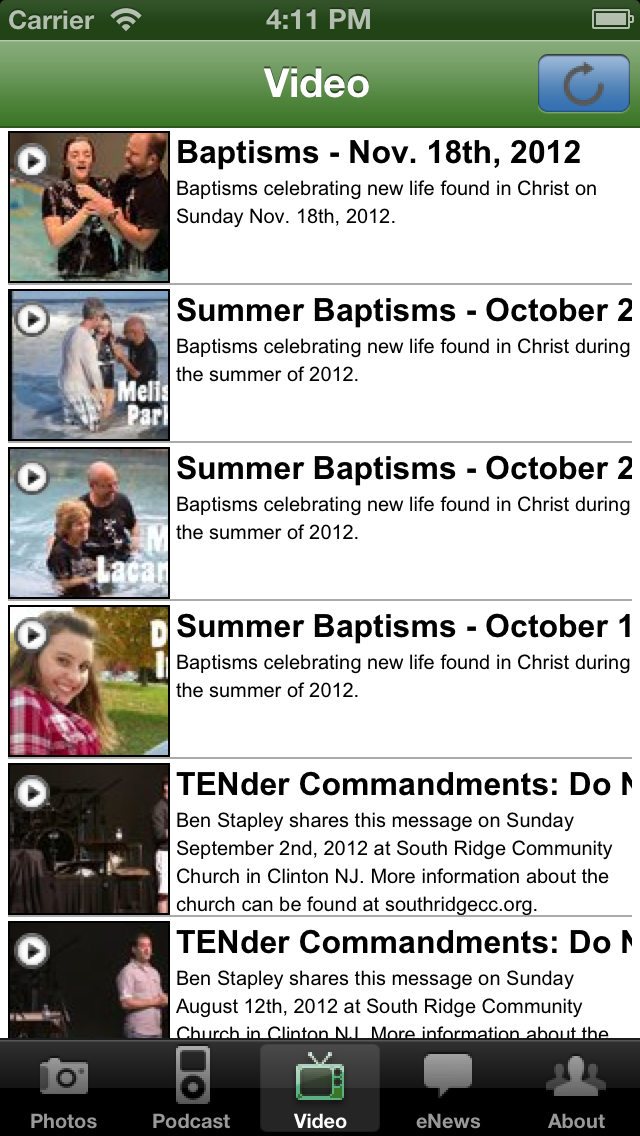 Carrier 4:11 PM
Video
Baptisms - Nov. 18th, 2012
Baptisms celebrating new life found in Christ on
Sunday Nov. 18th, 2012.
Summer Baptisms - October 2
Baptisms celebrating new life found in Christ during
the summer of 2012.
Melis
Parl
Summer Baptisms - October 2
Baptisms celebrating new life found in Christ during
the summer of 2012.
M
Lacar
Summer Baptisms - October 1
Baptisms celebrating new life found in Christ during
the summer of 2012.
D
TENder Commandments: Do N
Ben Stapley shares this message on Sunday
September 2nd, 2012 at South Ridge Community
Church in Clinton NJ. More information about the
church can be found at southridgecc.org.
TENder Commandments: Do N
Ben Stapley shares this message on Sunday
August 12th, 2012 at South Ridge Community
Church in Clinton NJ. More information about the
Photos Podcast Video eNews About